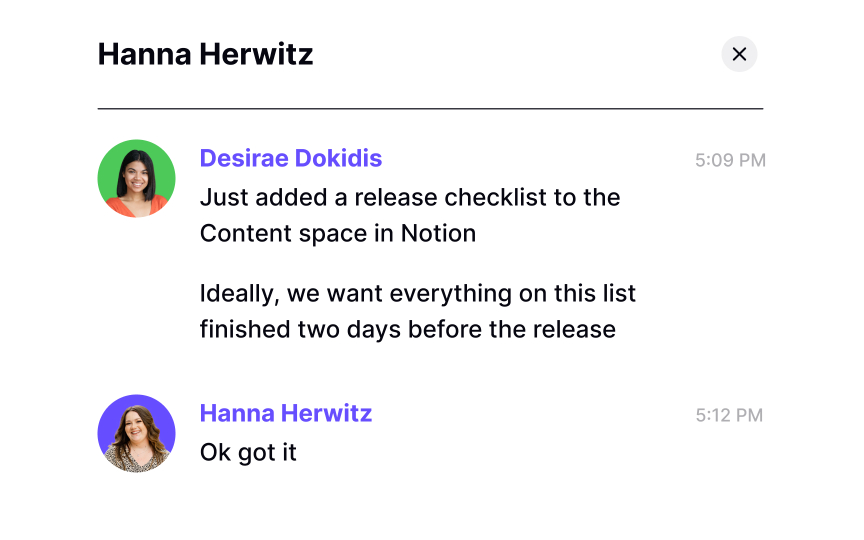 Hanna Herwitz
Desirae Dokidis 5:09 PM
Just added a release checklist to the
Content space in Notion
Ideally, we want everything on this list
finished two days before the release
Hanna Herwitz 5:12 PM
Ok got it